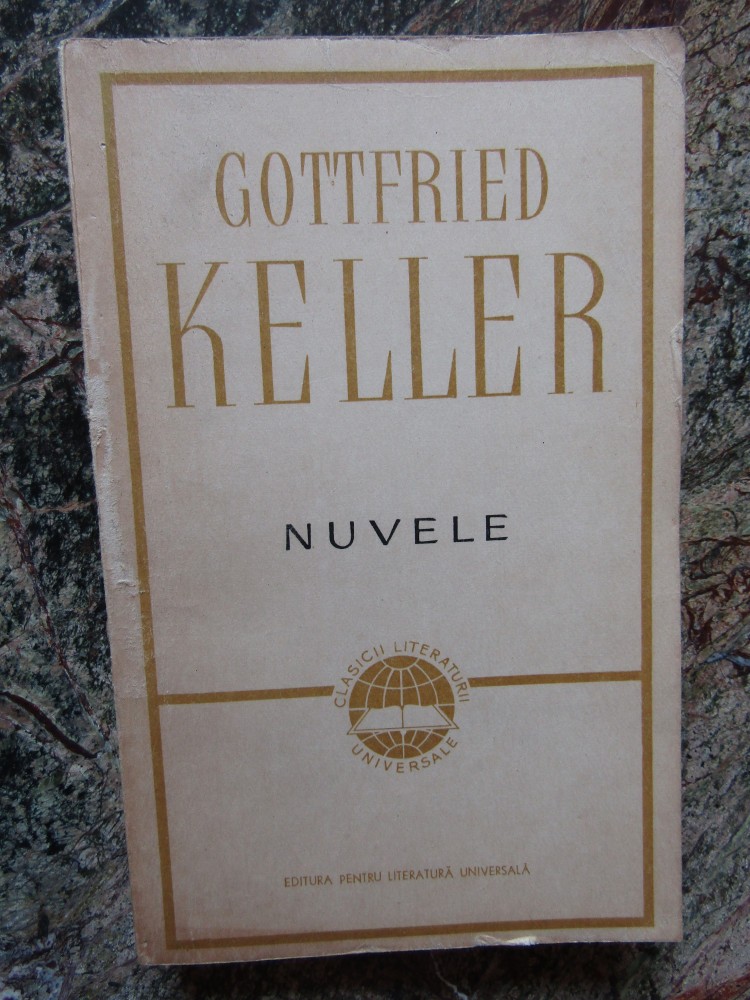 GOTTFRIED
KELLER
NUVELE
CLASICII LITERATURII
UNIVERSALE
EDITURA PENTRU LITERATURĂ UNIVERSALĂ